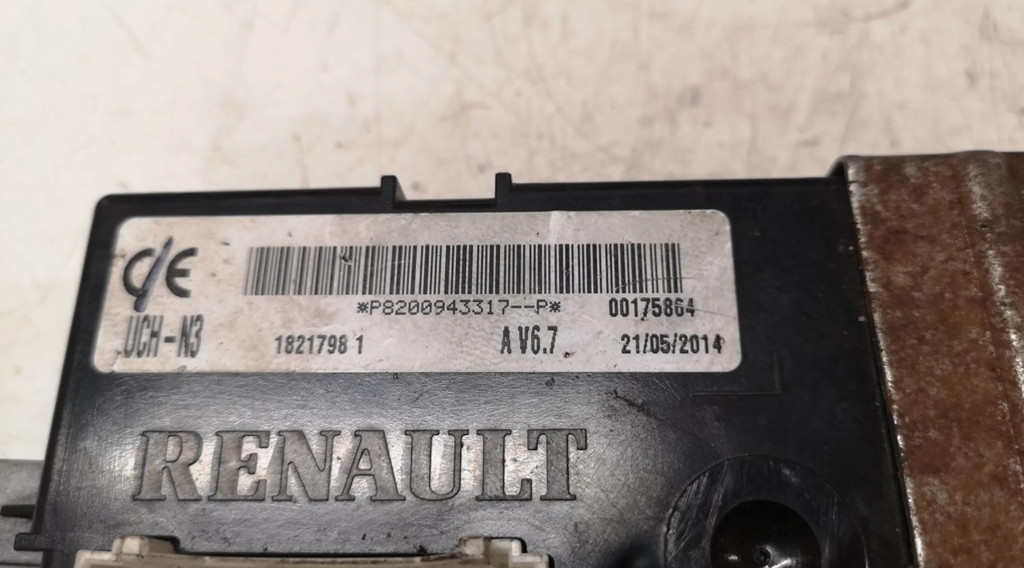 CE
*P8200943317--P* 00175864
UCH-N3 1821798 1 A V6.7 21/05/2014
RENAULT